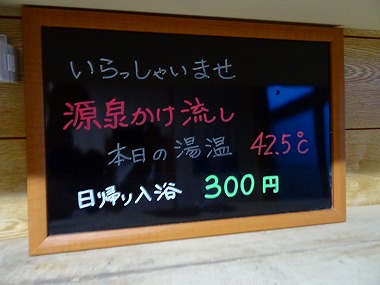 いらっしゃいませ
源泉かけ流し
本日の湯温 42.5℃
日帰り入浴 300円